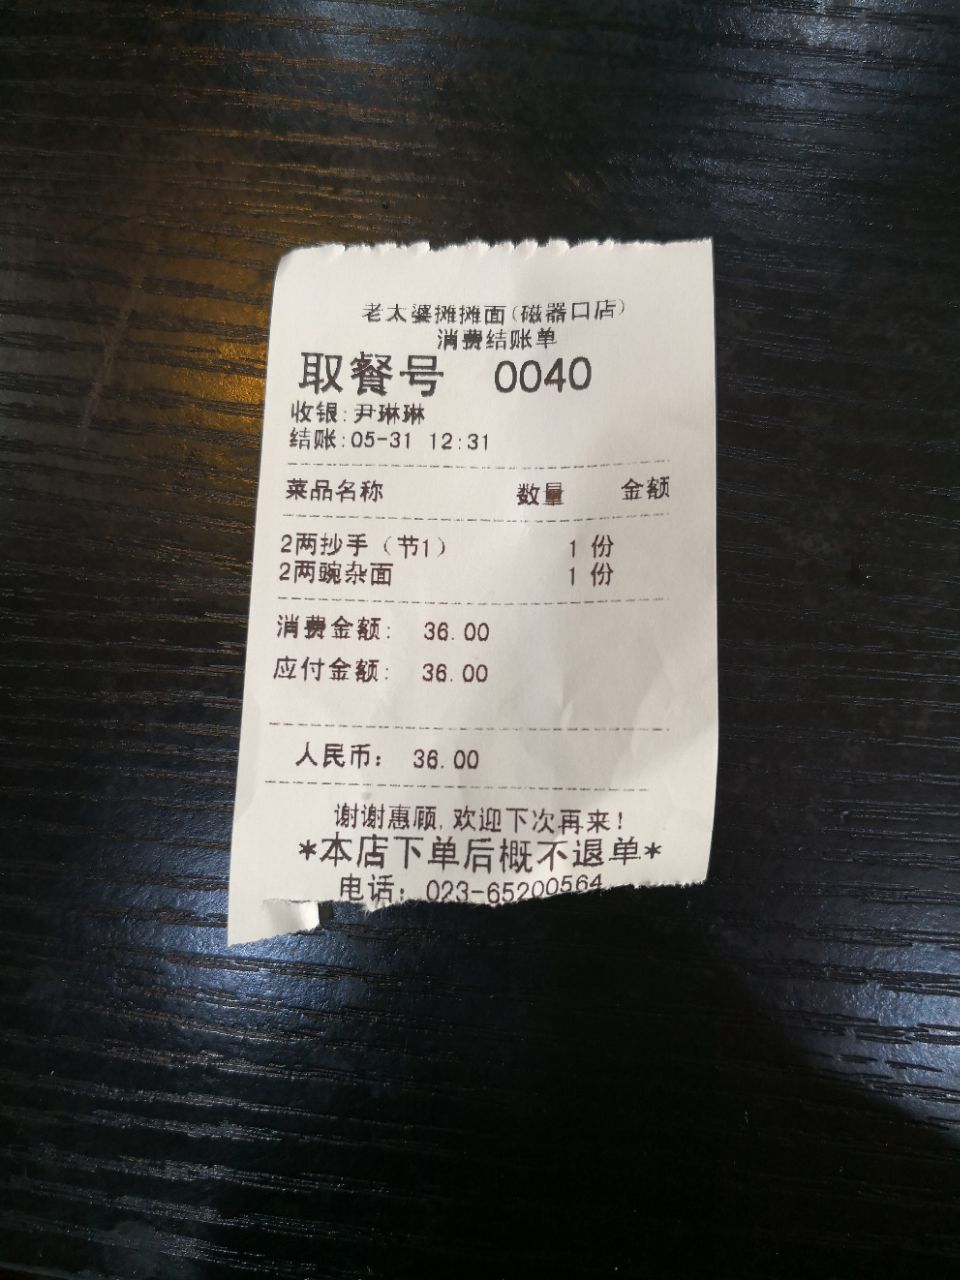 老太婆摊摊面(磁器口店)
消费结账单
取餐号 0040
收银:尹琳琳
结账:05-31 12:31
菜品名称 数量 金额
2两抄手（节1） 1 份
2两豌杂面 1 份
消费金额: 36.00
应付金额: 36.00
人民币: 36.00
谢谢惠顾,欢迎下次再来!
*本店下单后概不退单*
电话: 023-65200564